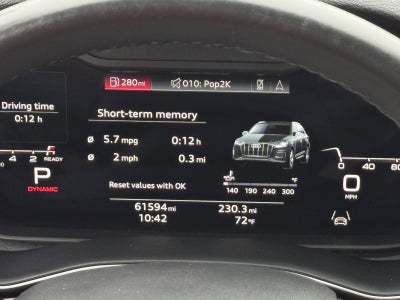 280mi 010: Pop2K
Driving time
0:12 h
Short-term memory
Ø 5.7 mpg 0:12 h
Ø 2 mph 0.3 mi
Reset values with OK
2 4 READY
P
DYNAMIC
°F
140 180 240 300
0
MPH
40
61594mi 230.3mi
10:42 72°F